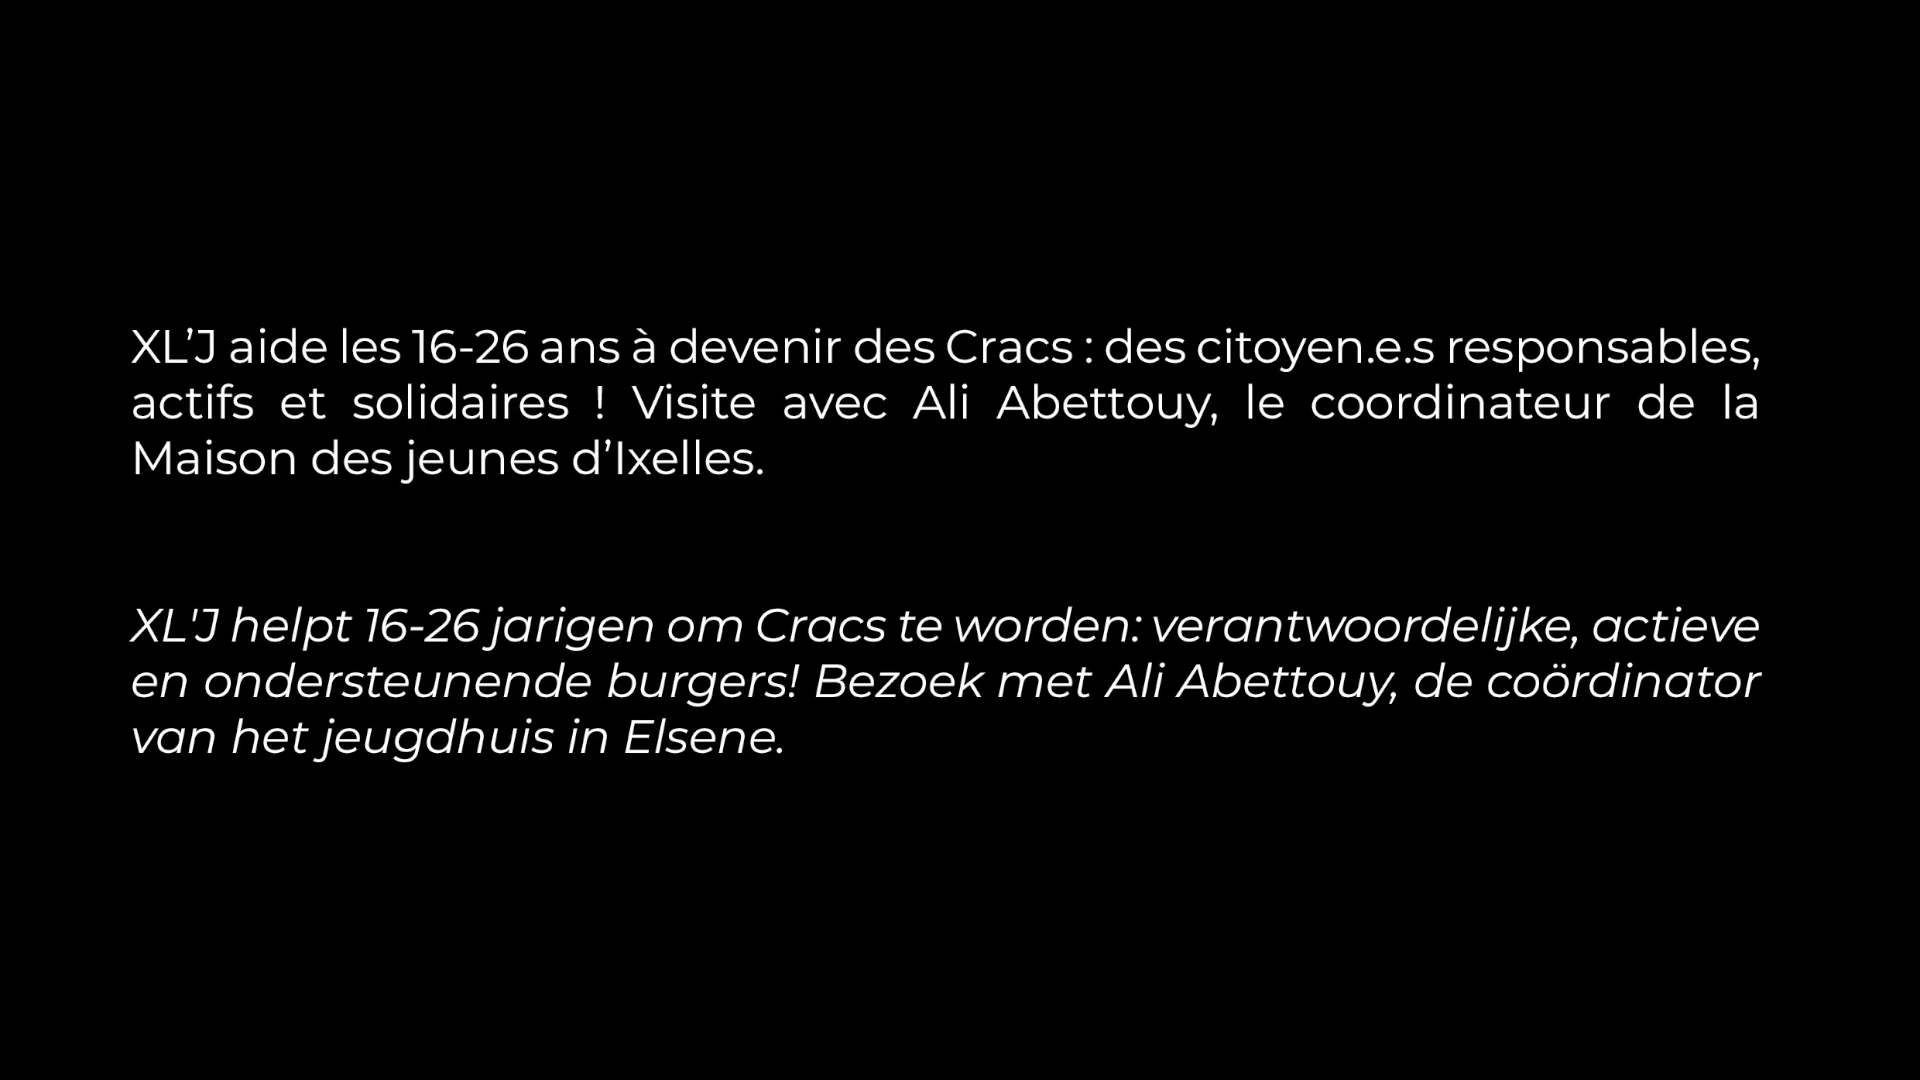 XL’J aide les 16-26 ans à devenir des Cracs : des citoyen.e.s responsables,
actifs et solidaires ! Visite avec Ali Abettouy, le coordinateur de la
Maison des jeunes d’Ixelles.
XL'J helpt 16-26 jarigen om Cracs te worden: verantwoordelijke, actieve
en ondersteunende burgers! Bezoek met Ali Abettouy, de coördinator
van het jeugdhuis in Elsene.